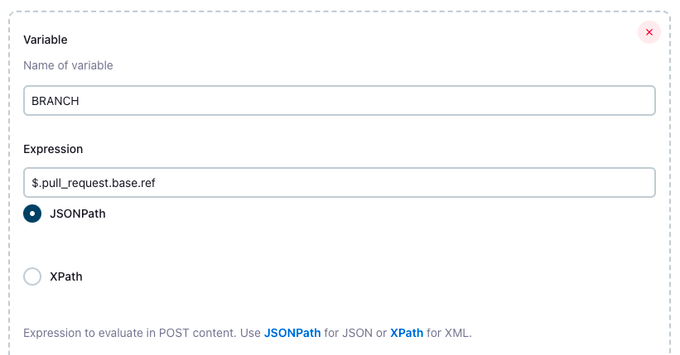 Variable
Name of variable
BRANCH
Expression
$.pull_request.base.ref
JSONPath
XPath
Expression to evaluate in POST content. Use JSONPath for JSON or XPath for XML.